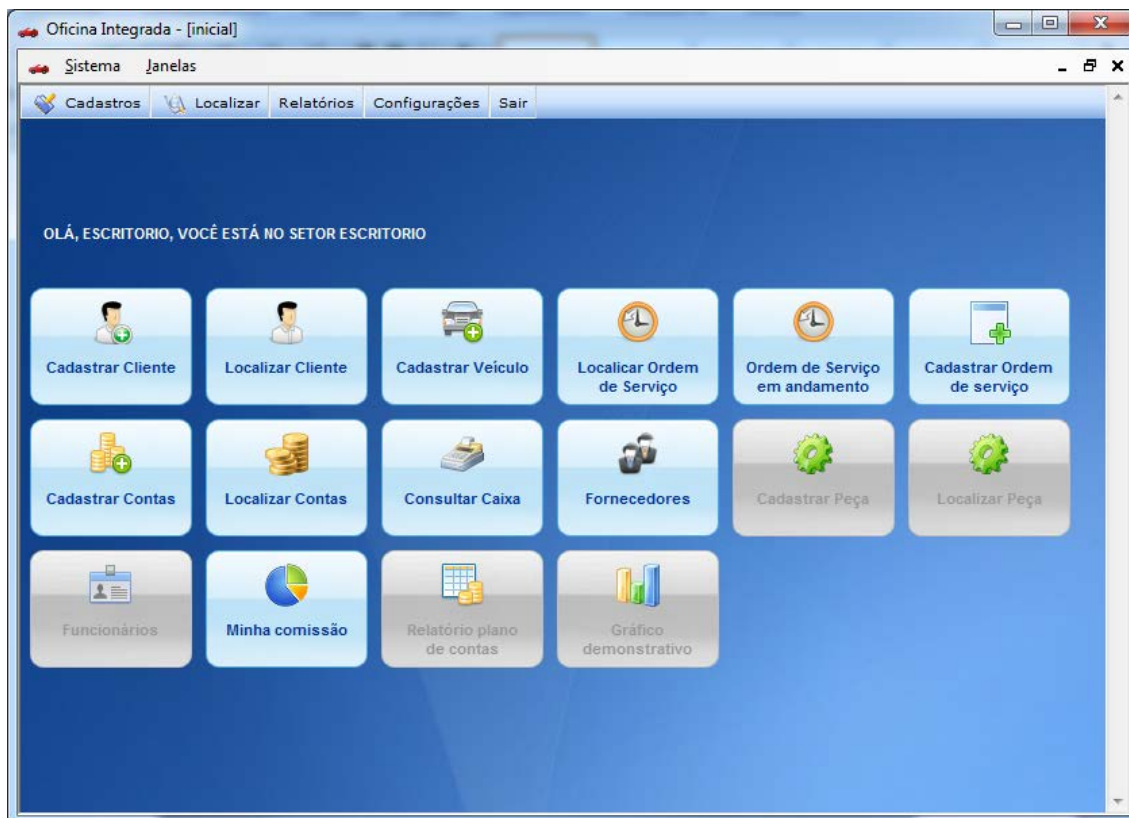 Oficina Integrada - [inicial]
Sistema Janelas
Cadastros Localizar Relatórios Configurações Sair
OLÁ, ESCRITORIO, VOCÊ ESTÁ NO SETOR ESCRITORIO
Cadastrar Cliente
Localizar Cliente
Cadastrar Veículo
Localicar Ordem
de Serviço
Ordem de Serviço
em andamento
Cadastrar Ordem
de serviço
Cadastrar Contas
Localizar Contas
Consultar Caixa
Fornecedores
Cadastrar Peça
Localizar Peça
Funcionários
Minha comissão
Relatório plano
de contas
Gráfico
demonstrativo